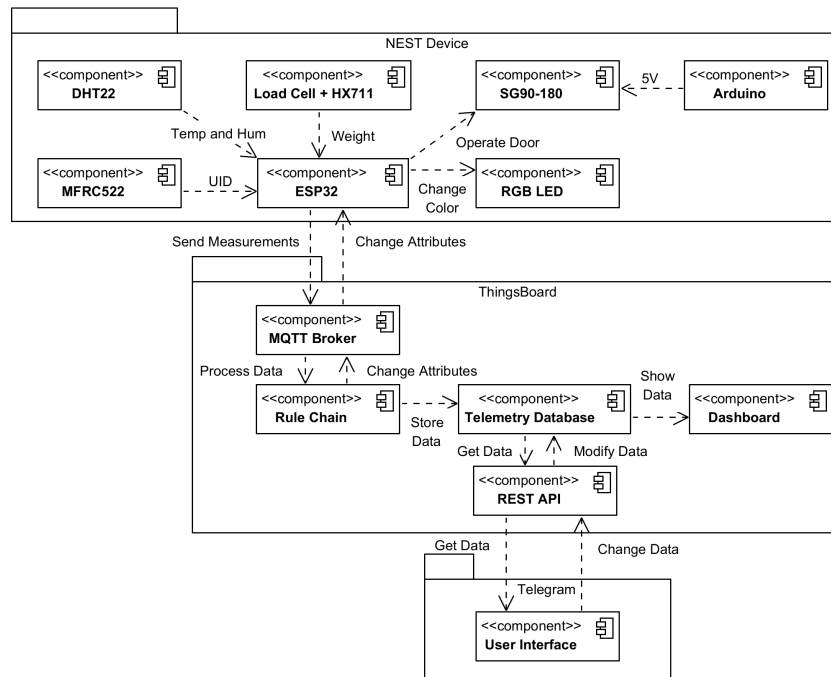 NEST Device
<<component>>
DHT22
<<component>>
Load Cell + HX711
<<component>>
SG90-180
5V
<<component>>
Arduino
Temp and Hum
Weight
Operate Door
<<component>>
MFRC522
UID
<<component>>
ESP32
Change
Color
<<component>>
RGB LED
Send Measurements
Change Attributes
ThingsBoard
<<component>>
MQTT Broker
Process Data
Change Attributes
<<component>>
Rule Chain
Store
Data
<<component>>
Telemetry Database
Show
Data
<<component>>
Dashboard
Get Data
Modify Data
<<component>>
REST API
Get Data
Change Data
Telegram
<<component>>
User Interface